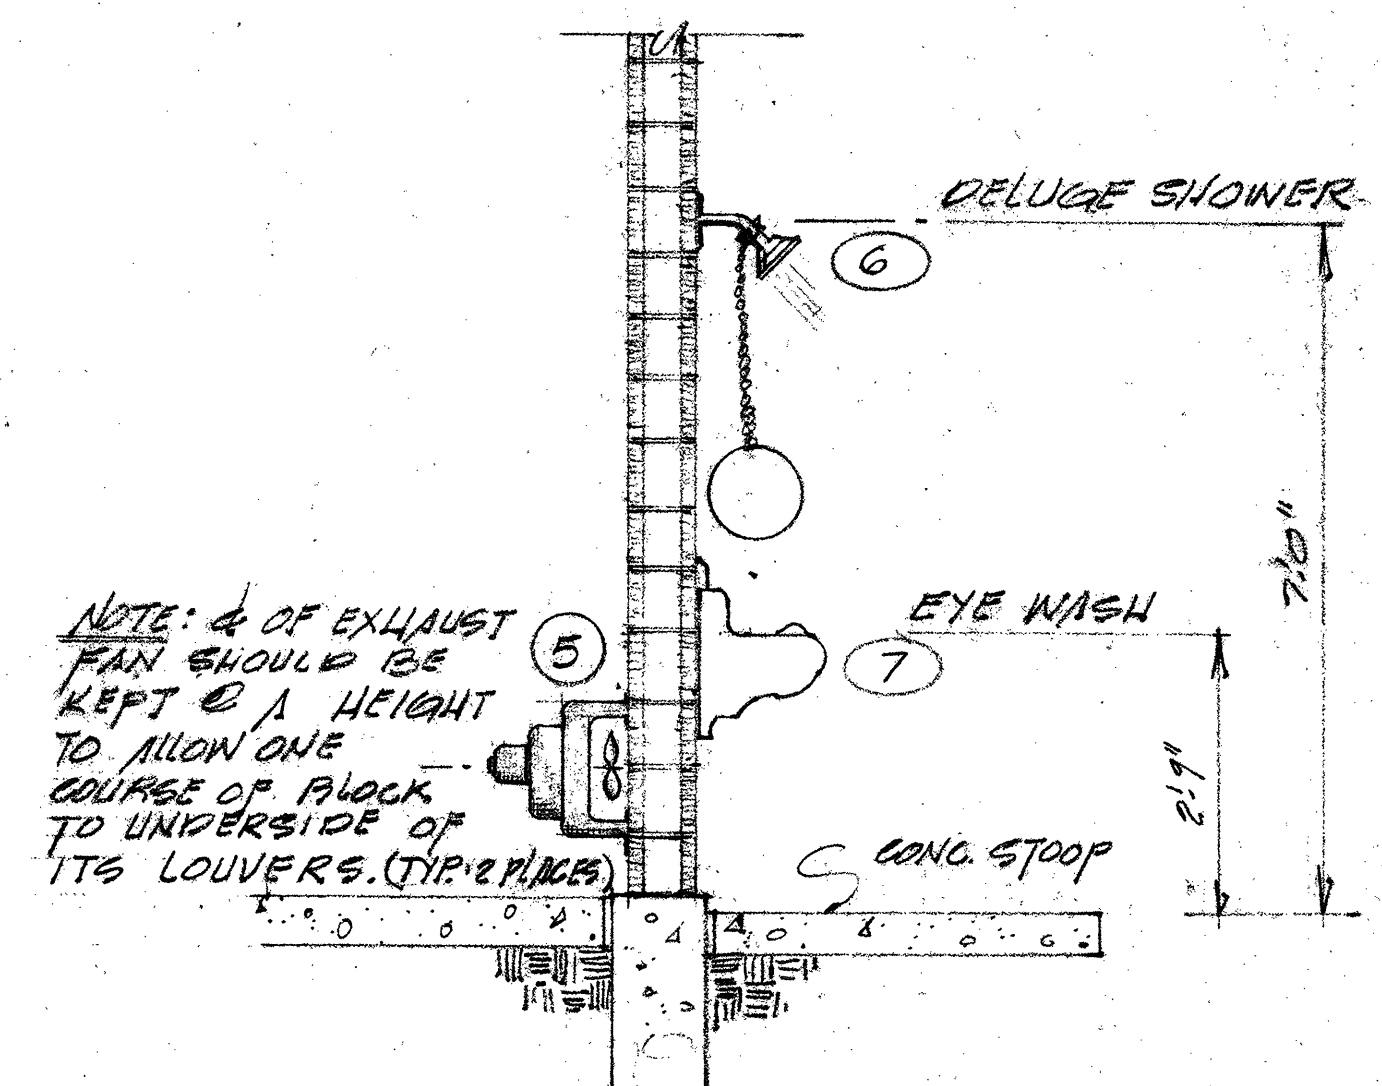 DELUGE SHOWER
6
7'-0"
EYE WASH
7
2'-9"
CONC. STOOP
5
NOTE: ℄ OF EXHAUST
FAN SHOULD BE
KEPT @ A HEIGHT
TO ALLOW ONE
COURSE OF BLOCK
TO UNDERSIDE OF
ITS LOUVERS. (TYP. 2 PLACES)